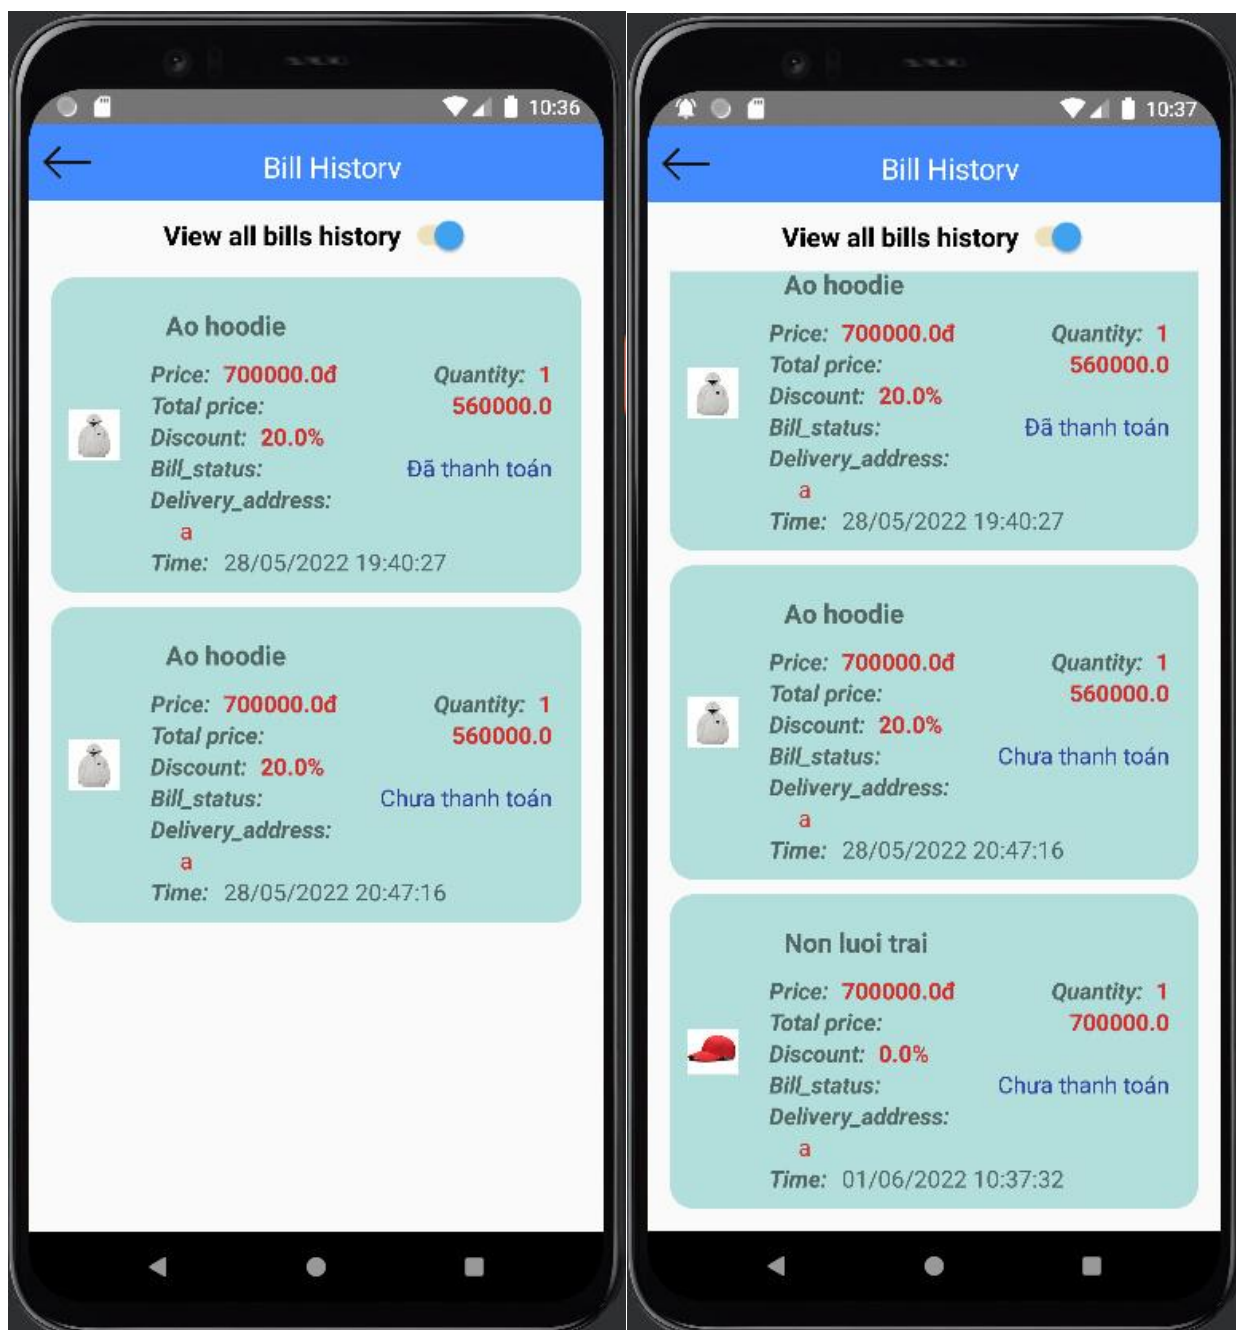 10:36
Bill History
View all bills history
Ao hoodie
Price: 700000.0đ Quantity: 1
Total price: 560000.0
Discount: 20.0%
Bill_status: Đã thanh toán
Delivery_address:
a
Time: 28/05/2022 19:40:27
Ao hoodie
Price: 700000.0đ Quantity: 1
Total price: 560000.0
Discount: 20.0%
Bill_status: Chưa thanh toán
Delivery_address:
a
Time: 28/05/2022 20:47:16
10:37
Bill History
View all bills history
Ao hoodie
Price: 700000.0đ Quantity: 1
Total price: 560000.0
Discount: 20.0%
Bill_status: Đã thanh toán
Delivery_address:
a
Time: 28/05/2022 19:40:27
Ao hoodie
Price: 700000.0đ Quantity: 1
Total price: 560000.0
Discount: 20.0%
Bill_status: Chưa thanh toán
Delivery_address:
a
Time: 28/05/2022 20:47:16
Non luoi trai
Price: 700000.0đ Quantity: 1
Total price: 700000.0
Discount: 0.0%
Bill_status: Chưa thanh toán
Delivery_address:
a
Time: 01/06/2022 10:37:32